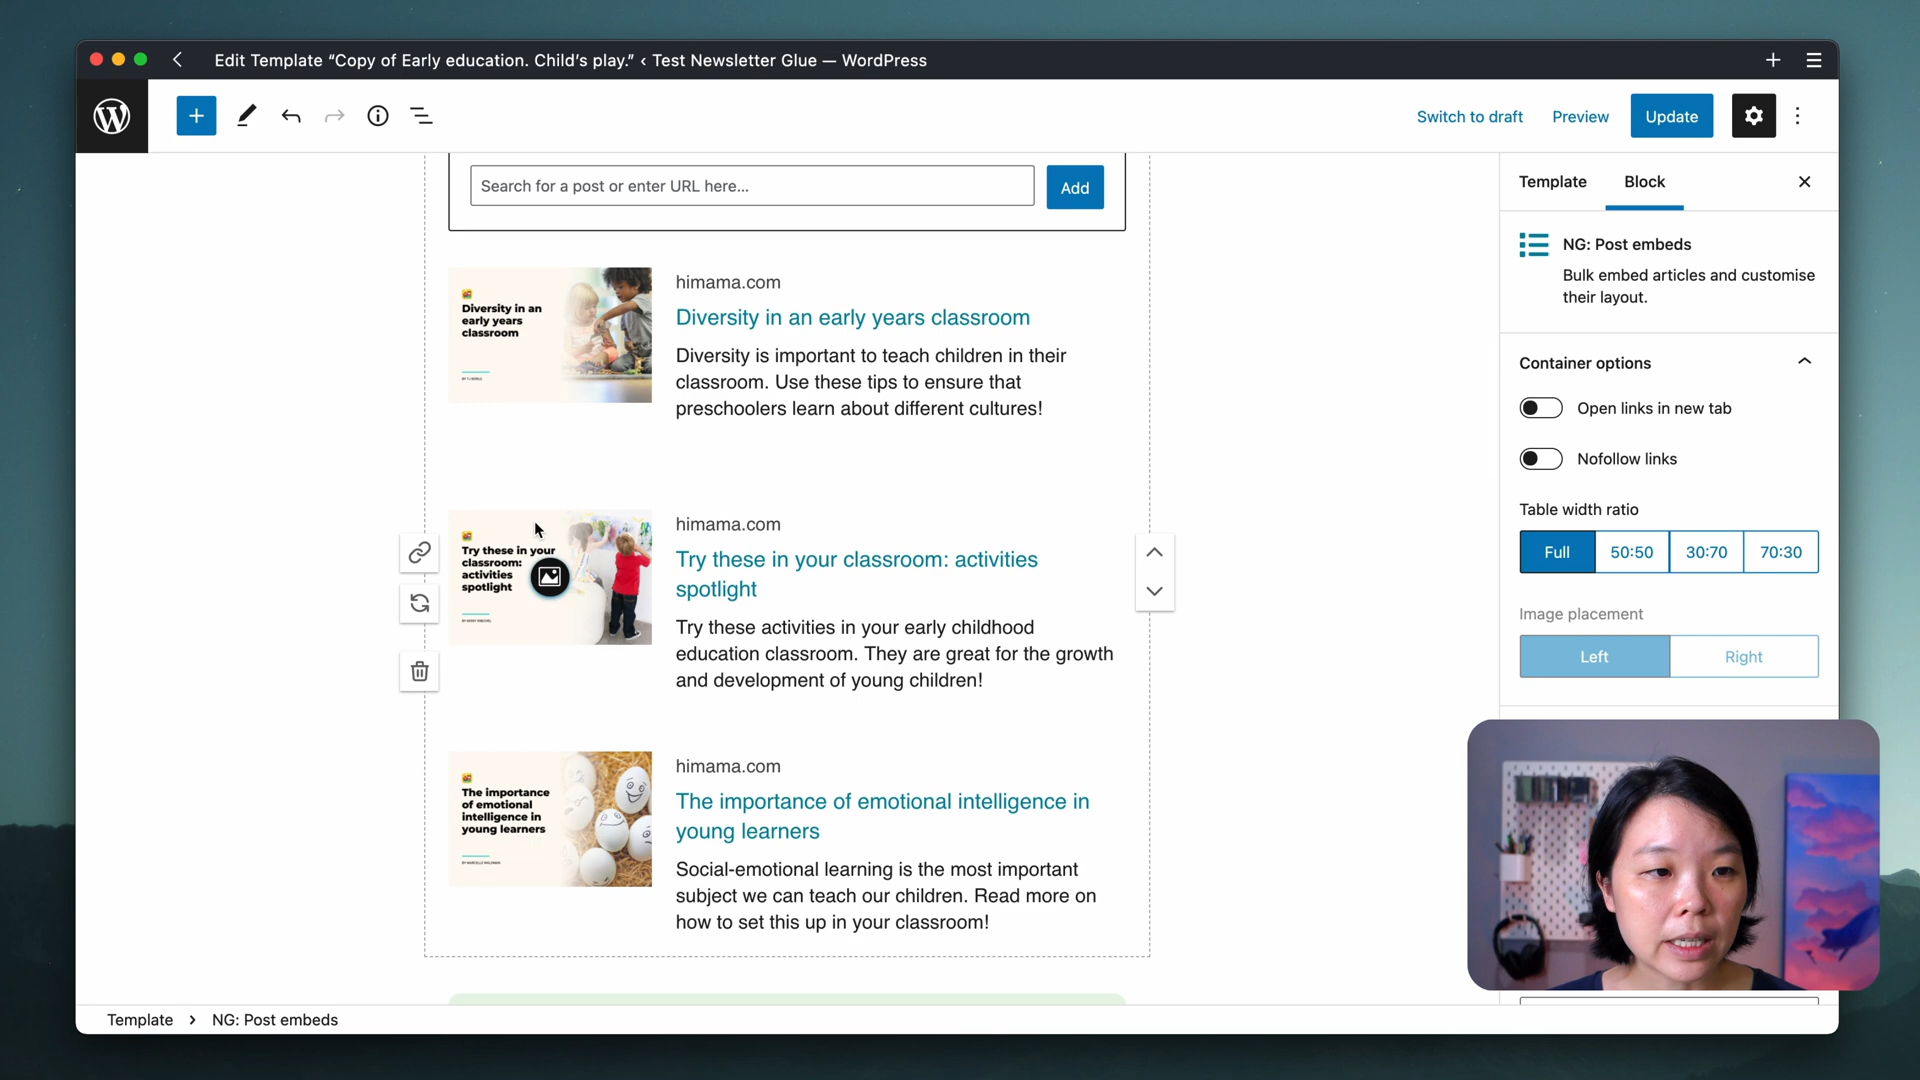 Edit Template “Copy of Early education. Child’s play.” ‹ Test Newsletter Glue — WordPress
Switch to draft
Preview
Update
Template
Block
Search for a post or enter URL here...
Add
NG: Post embeds
Bulk embed articles and customise
their layout.
Container options
Open links in new tab
Nofollow links
Table width ratio
Full
50:50
30:70
70:30
Image placement
Left
Right
Diversity in an
early years
classroom
himama.com
Diversity in an early years classroom
Diversity is important to teach children in their
classroom. Use these tips to ensure that
preschoolers learn about different cultures!
Try these in your
classroom:
activities
spotlight
himama.com
Try these in your classroom: activities
spotlight
Try these activities in your early childhood
education classroom. They are great for the growth
and development of young children!
The importance
of emotional
intelligence in
young learners
himama.com
The importance of emotional intelligence in
young learners
Social-emotional learning is the most important
subject we can teach our children. Read more on
how to set this up in your classroom!
Template › NG: Post embeds